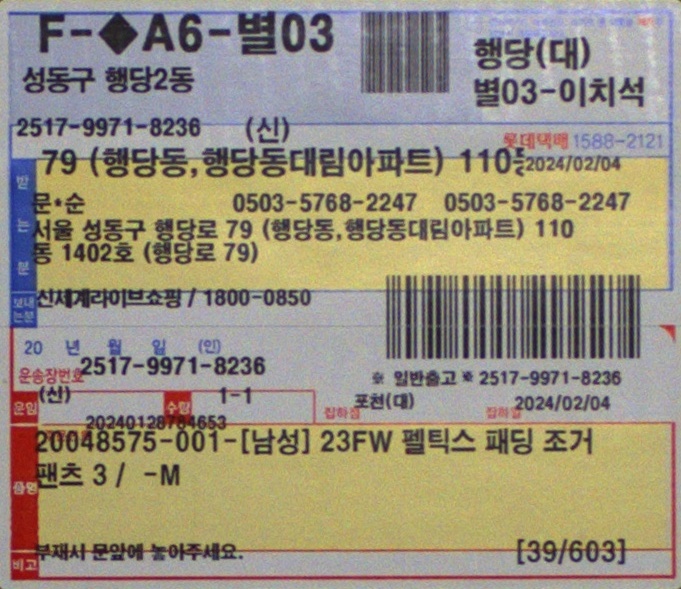 F-◆A6-별03
성동구 행당2동
행당(대)
별03-이치석
2517-9971-8236 (신)
롯데택배 1588-2121
79 (행당동,행당동대림아파트) 110동
2024/02/04
받는분
문*순 0503-5768-2247 0503-5768-2247
서울 성동구 행당로 79 (행당동,행당동대림아파트) 110
동 1402호 (행당로 79)
보내는분
신세계라이브쇼핑 / 1800-0850
20 년 월 일 (인)
운송장번호 2517-9971-8236
※ 일반출고 ※ 2517-9971-8236
운임 (신) 수량 1-1
집하점 포천(대) 집하일 2024/02/04
20240128784653
품명
20048575-001-[남성] 23FW 펠틱스 패딩 조거
팬츠 3 / -M
비고
부재시 문앞에 놓아주세요. [39/603]